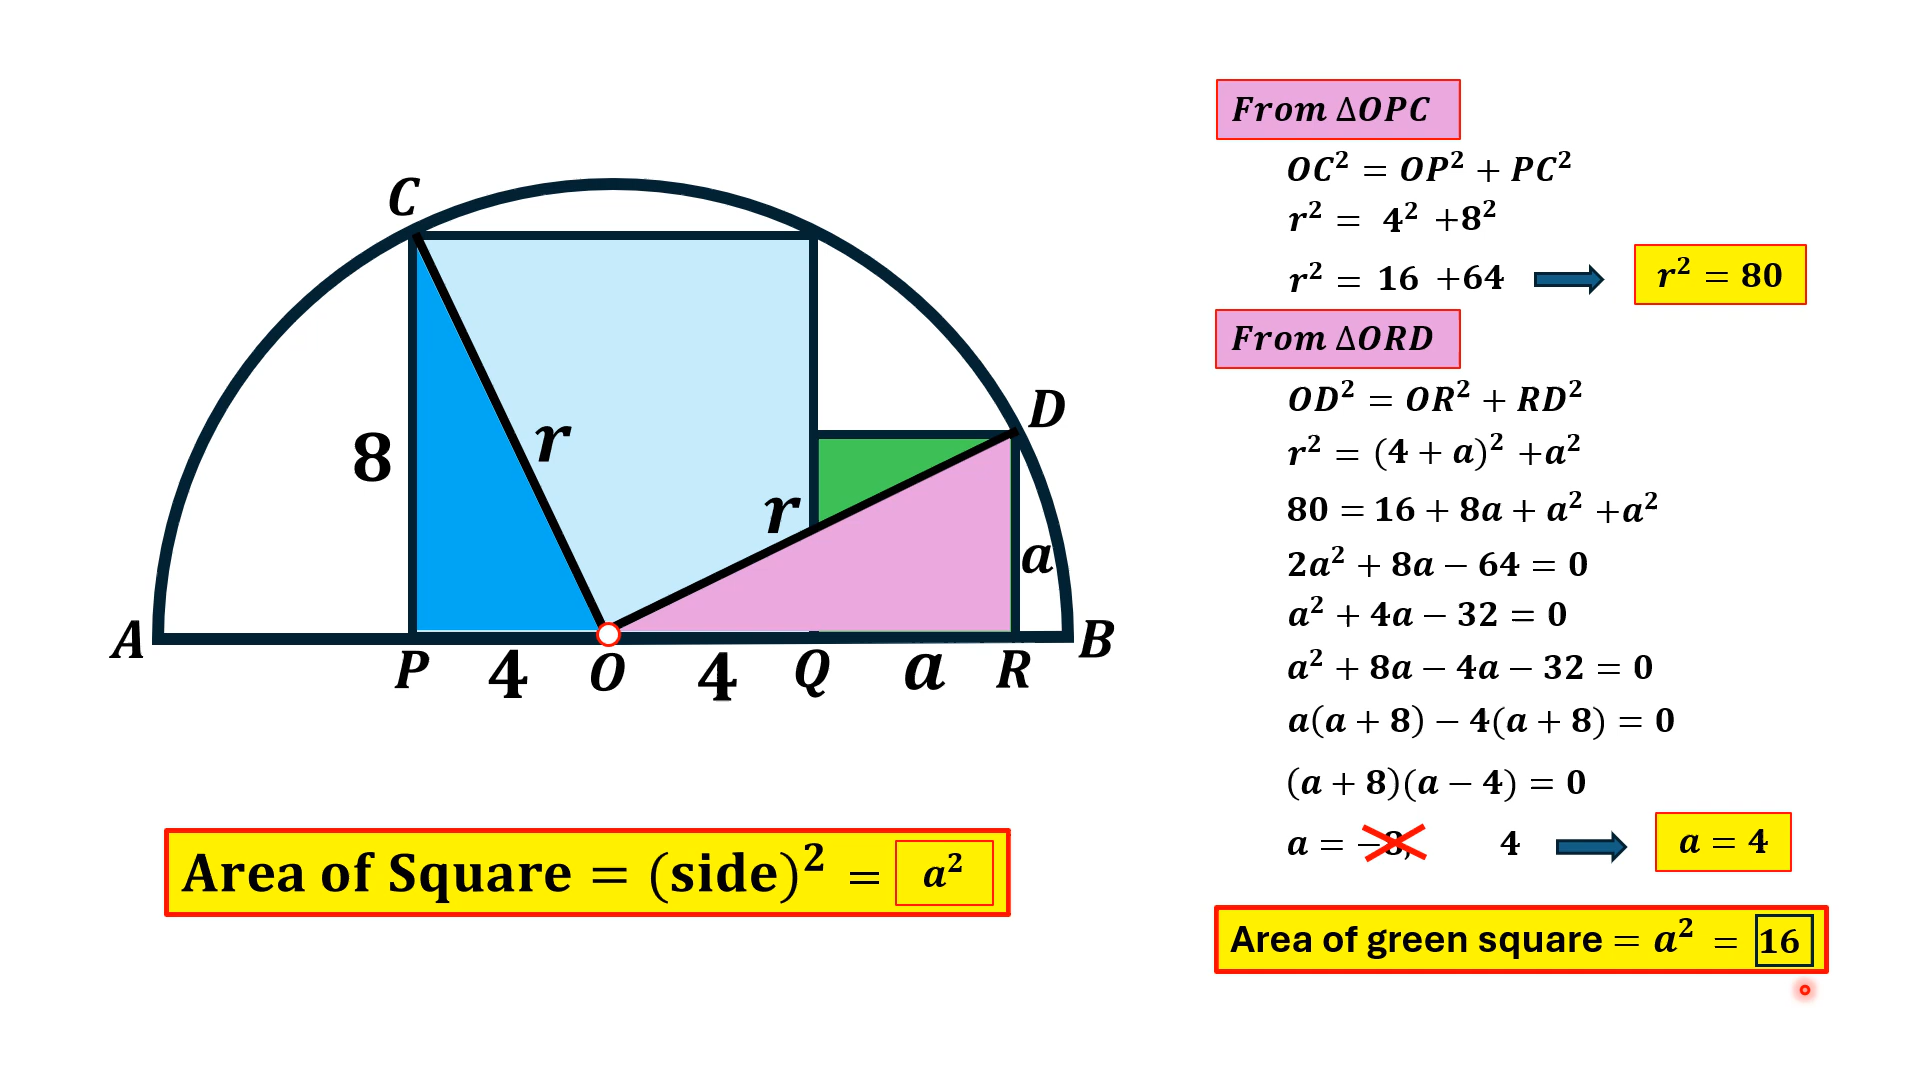 C
D
8
r
r
a
A
B
P 4 O 4 Q a R
Area of Square = (side)² = a²
From ΔOPC
OC² = OP² + PC²
r² = 4² +8²
r² = 16 +64
r² = 80
From ΔORD
OD² = OR² + RD²
r² = (4 + a)² +a²
80 = 16 + 8a + a² +a²
2a² + 8a − 64 = 0
a² + 4a − 32 = 0
a² + 8a − 4a − 32 = 0
a(a + 8) − 4(a + 8) = 0
(a + 8)(a − 4) = 0
a = −8, 4
a = 4
Area of green square = a² = 16